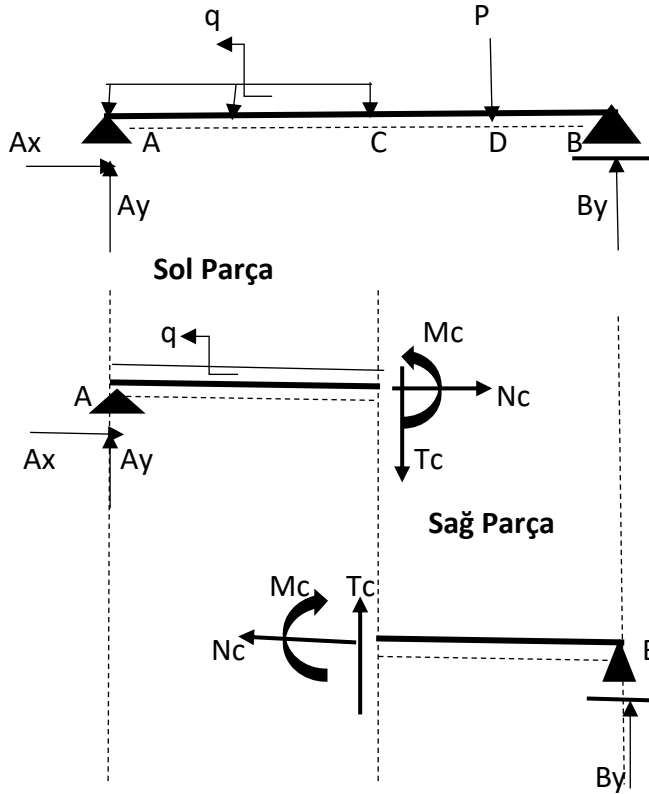 q P
Ax A C D B
Ay By
Sol Parça
q Mc
A Nc
Ax Ay Tc
Sağ Parça
Mc Tc
Nc B
By